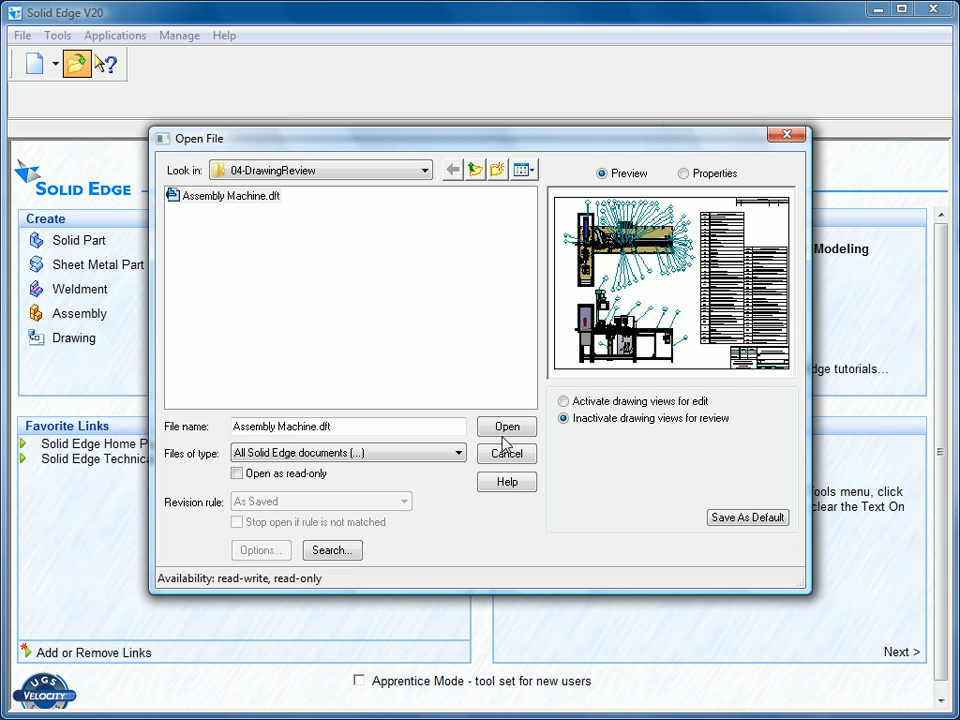 Solid Edge V20
File Tools Applications Manage Help
Open File
Look in: 04-DrawingReview
Preview Properties
Assembly Machine.dft
SOLID EDGE
Create
Solid Part
Sheet Metal Part
Weldment
Assembly
Drawing
Modeling
dge tutorials...
Activate drawing views for edit
Inactivate drawing views for review
File name: Assembly Machine.dft Open
Files of type: All Solid Edge documents (...) Cancel
Open as read-only
Help
Revision rule: As Saved
Stop open if rule is not matched
Save As Default
Options... Search...
Availability: read-write, read-only
Favorite Links
Solid Edge Home P
Solid Edge Technica
ools menu, click
clear the Text On
Add or Remove Links
Next >
UGS
VELOCITY
Apprentice Mode - tool set for new users